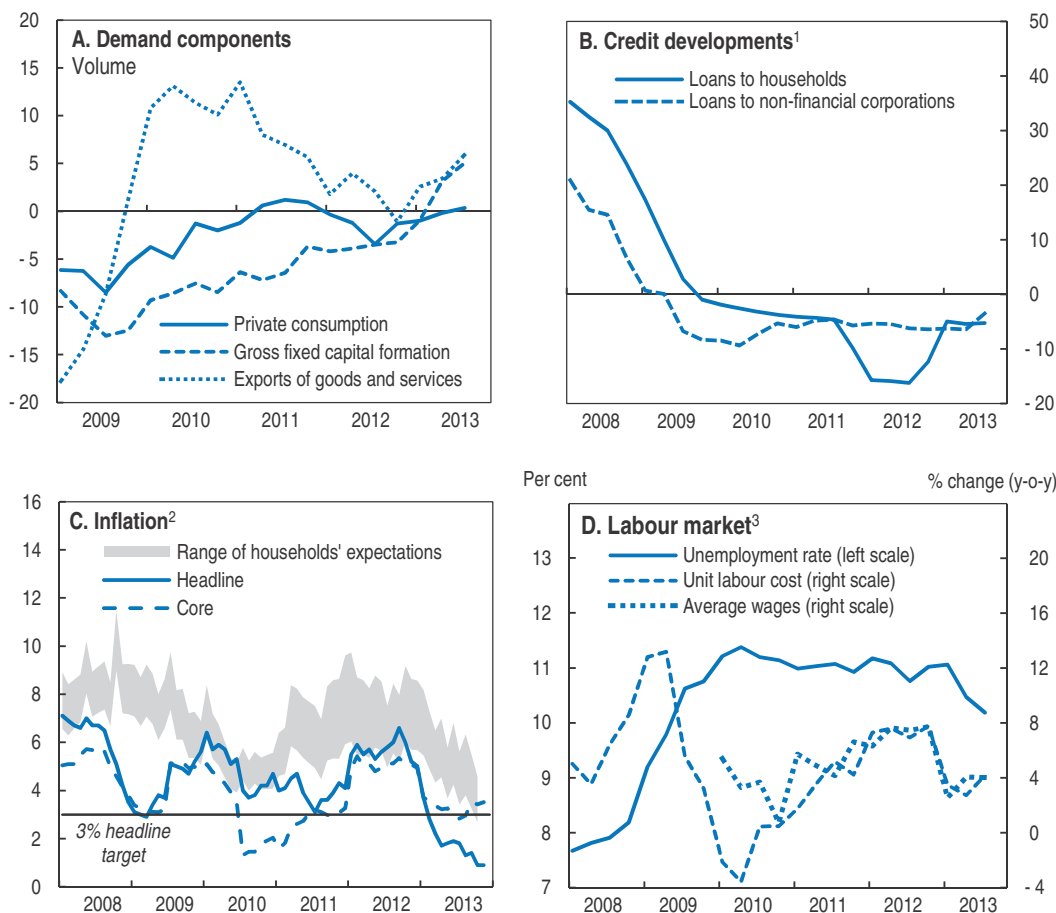 A. Demand components
Volume
20
15
10
5
0
- 5
- 10
- 15
- 20
Private consumption
Gross fixed capital formation
Exports of goods and services
2009 2010 2011 2012 2013
B. Credit developments1
Loans to households
Loans to non-financial corporations
50
40
30
20
10
0
- 10
- 20
2008 2009 2010 2011 2012 2013
C. Inflation2
Range of households' expectations
Headline
Core
16
14
12
10
8
6
4
2
0
3% headline
target
2008 2009 2010 2011 2012 2013
Per cent
% change (y-o-y)
D. Labour market3
Unemployment rate (left scale)
Unit labour cost (right scale)
Average wages (right scale)
13
12
11
10
9
8
7
20
16
12
8
4
0
- 4
2008 2009 2010 2011 2012 2013